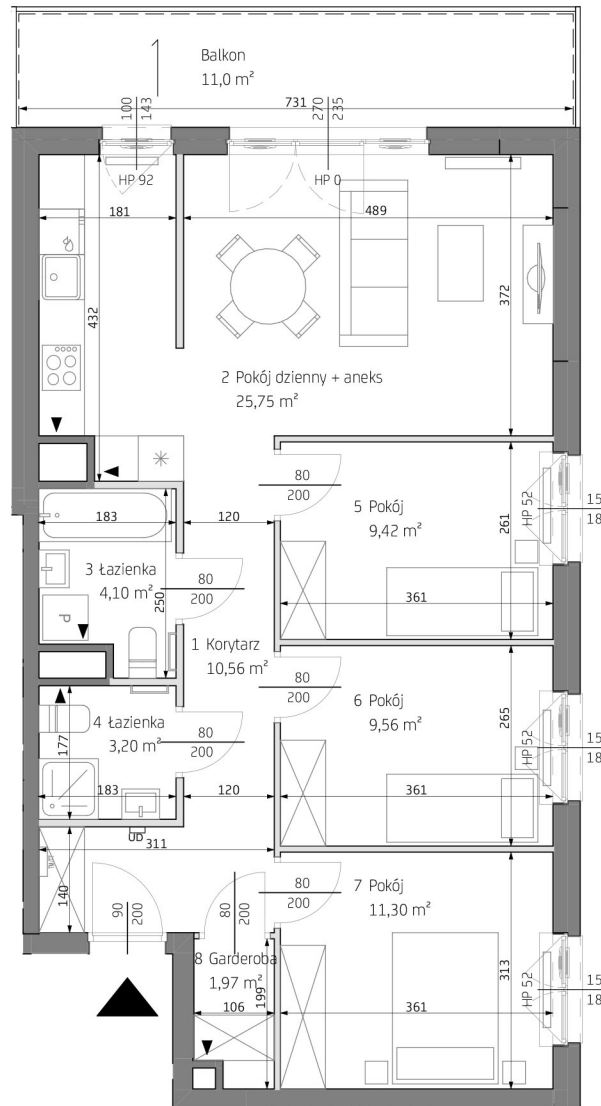 Balkon
11,0 m²
731
100
143
270
235
HP 92
HP 0
181
489
432
372
2 Pokój dzienny + aneks
25,75 m²
80
200
5 Pokój
9,42 m²
261
HP 52
15
18
183
120
3 Łazienka
4,10 m²
80
200
250
361
P
1 Korytarz
10,56 m²
80
200
6 Pokój
9,56 m²
265
HP 52
15
18
4 Łazienka
3,20 m²
80
200
177
183
120
361
UD
311
140
90
200
80
200
80
200
7 Pokój
11,30 m²
313
HP 52
15
18
8 Garderoba
1,97 m²
199
106
361